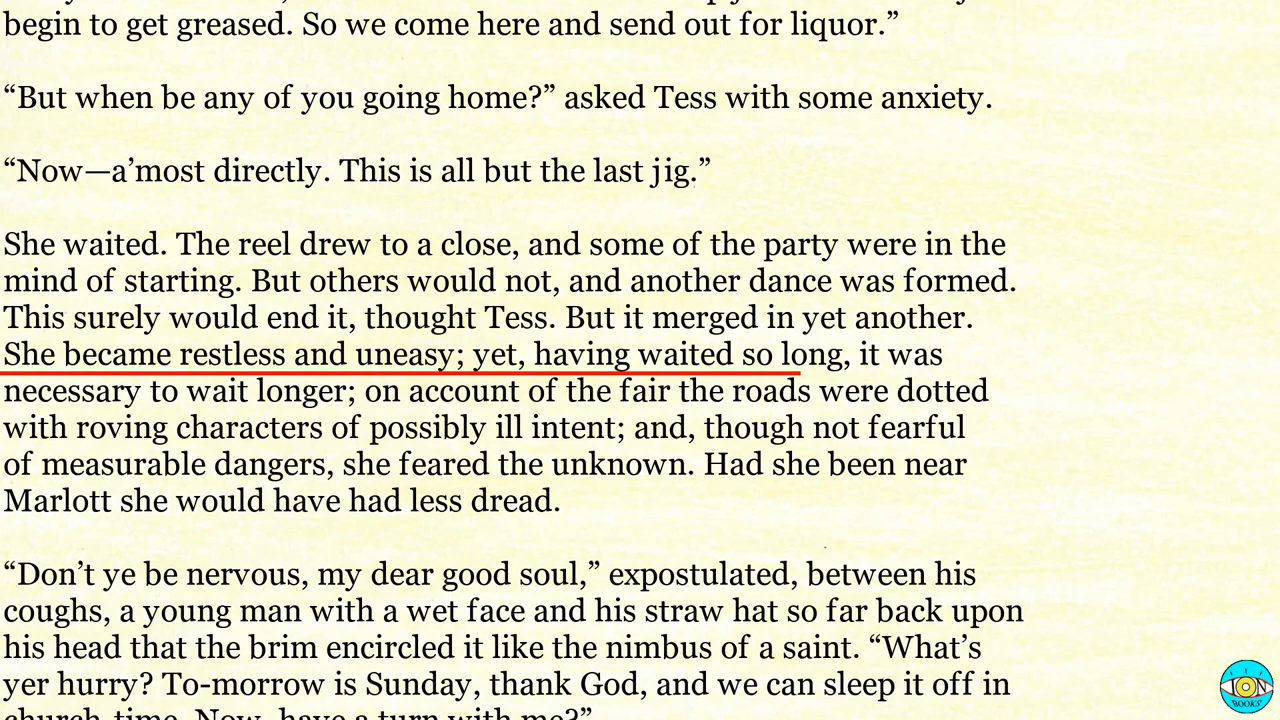 begin to get greased. So we come here and send out for liquor.”
“But when be any of you going home?” asked Tess with some anxiety.
“Now—a’most directly. This is all but the last jig.”
She waited. The reel drew to a close, and some of the party were in the
mind of starting. But others would not, and another dance was formed.
This surely would end it, thought Tess. But it merged in yet another.
She became restless and uneasy; yet, having waited so long, it was
necessary to wait longer; on account of the fair the roads were dotted
with roving characters of possibly ill intent; and, though not fearful
of measurable dangers, she feared the unknown. Had she been near
Marlott she would have had less dread.
“Don’t ye be nervous, my dear good soul,” expostulated, between his
coughs, a young man with a wet face and his straw hat so far back upon
his head that the brim encircled it like the nimbus of a saint. “What’s
yer hurry? To-morrow is Sunday, thank God, and we can sleep it off in
church-time. Now, have a turn with me?”
ION
BOOKS